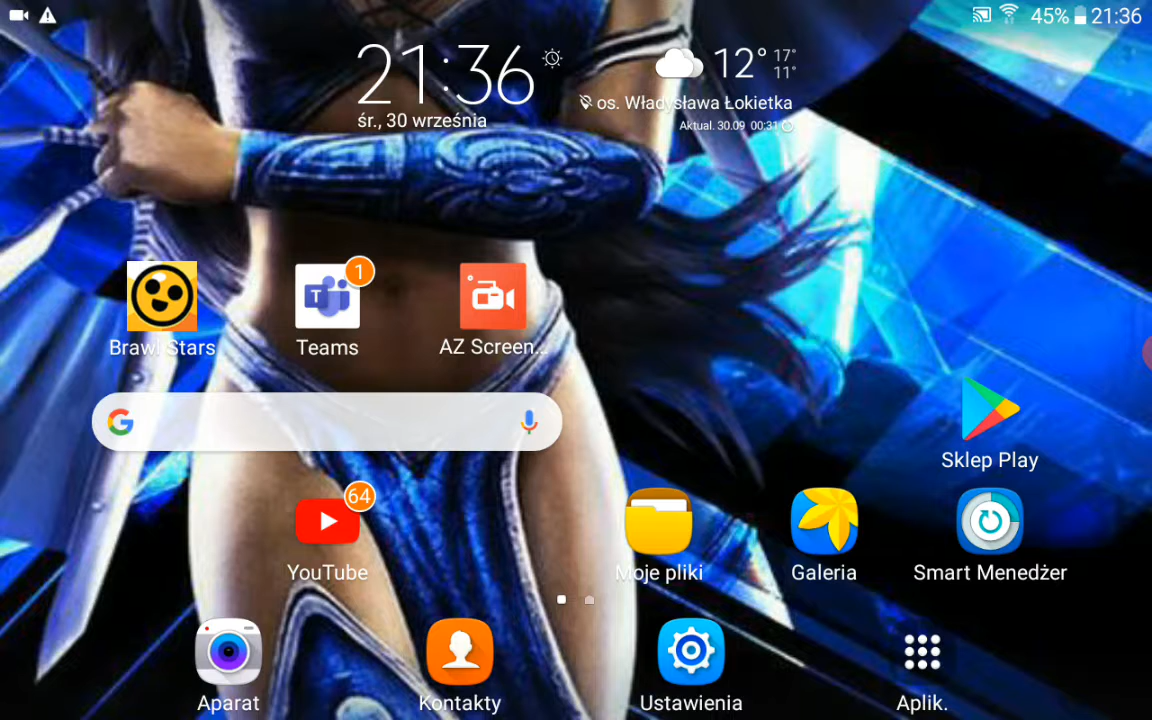 45% 21:36
21:36
śr., 30 września
12° 17° 11°
os. Władysława Łokietka
Aktual. 30.09 00:31
Brawl Stars
Teams
1
AZ Screen...
Sklep Play
YouTube
64
Moje pliki
Galeria
Smart Menedżer
Aparat
Kontakty
Ustawienia
Aplik.